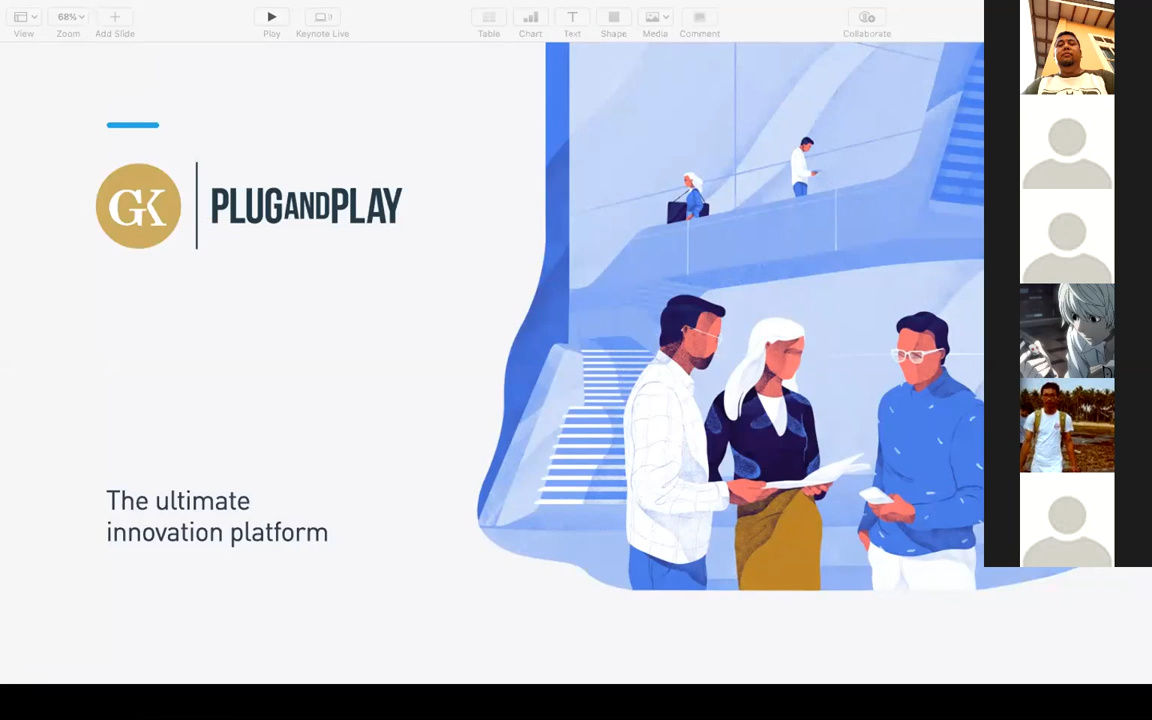 View
68%
Zoom
Add Slide
Play
Keynote Live
Table
Chart
Text
Shape
Media
Comment
Collaborate
GK
PLUGANDPLAY
The ultimate
innovation platform